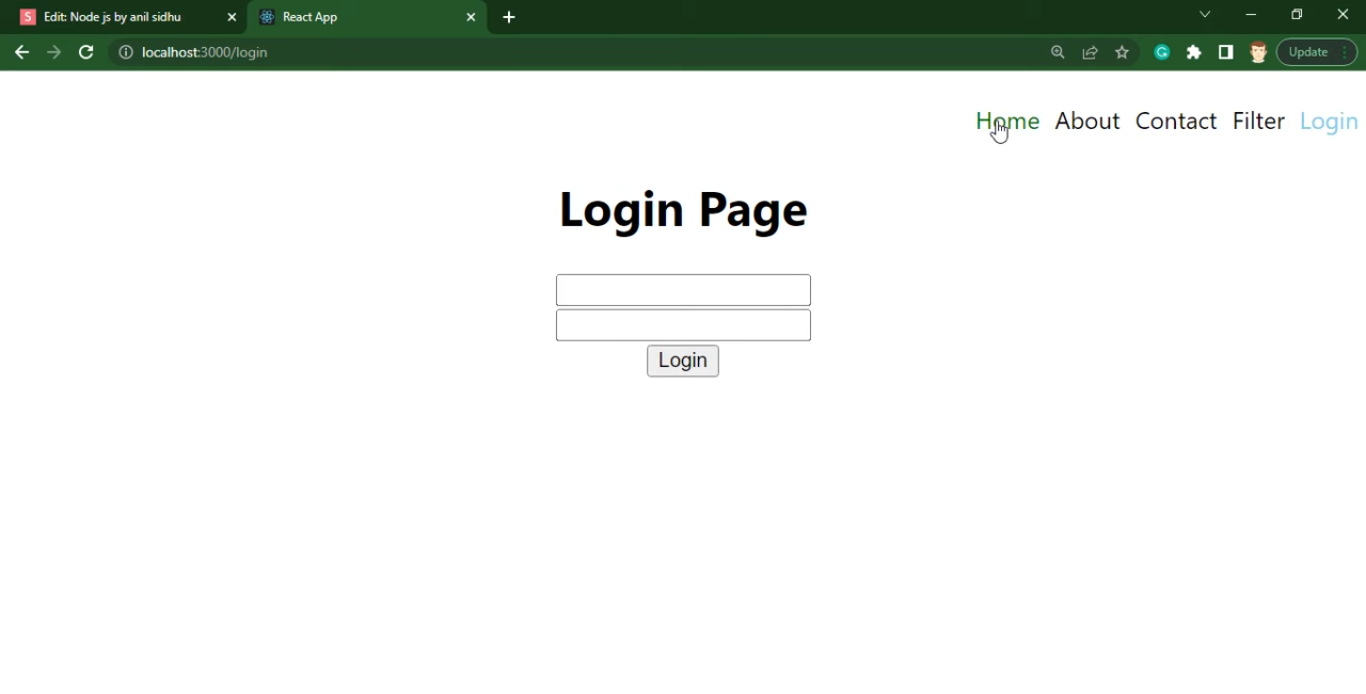 S Edit: Node js by anil sidhu
React App
localhost:3000/login
Update
Home About Contact Filter Login
Login Page
Login